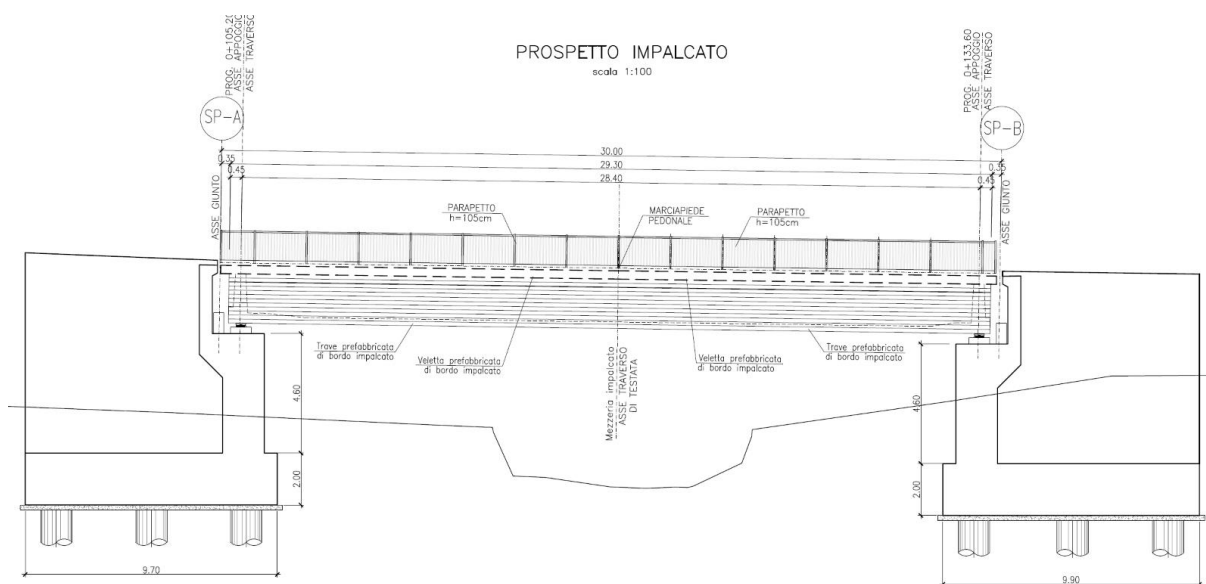 PROSPETTO IMPALCATO
scala 1:100
PROG. 0+105.20
ASSE APPOGGIO
ASSE TRAVERSO
PROG. 0+133.60
ASSE APPOGGIO
ASSE TRAVERSO
SP-A
SP-B
30.00
0.35
29.30
0.35
0.45
28.40
0.45
ASSE GIUNTO
ASSE GIUNTO
PARAPETTO
h=105cm
MARCIAPIEDE
PEDONALE
PARAPETTO
h=105cm
Trave prefabbricata
di bordo impalcato
Veletta prefabbricata
di bordo impalcato
Veletta prefabbricata
di bordo impalcato
Trave prefabbricata
di bordo impalcato
Mezzeria impalcato
ASSE TRAVERSO
DI TESTATA
4.60
4.60
2.00
2.00
9.70
9.90